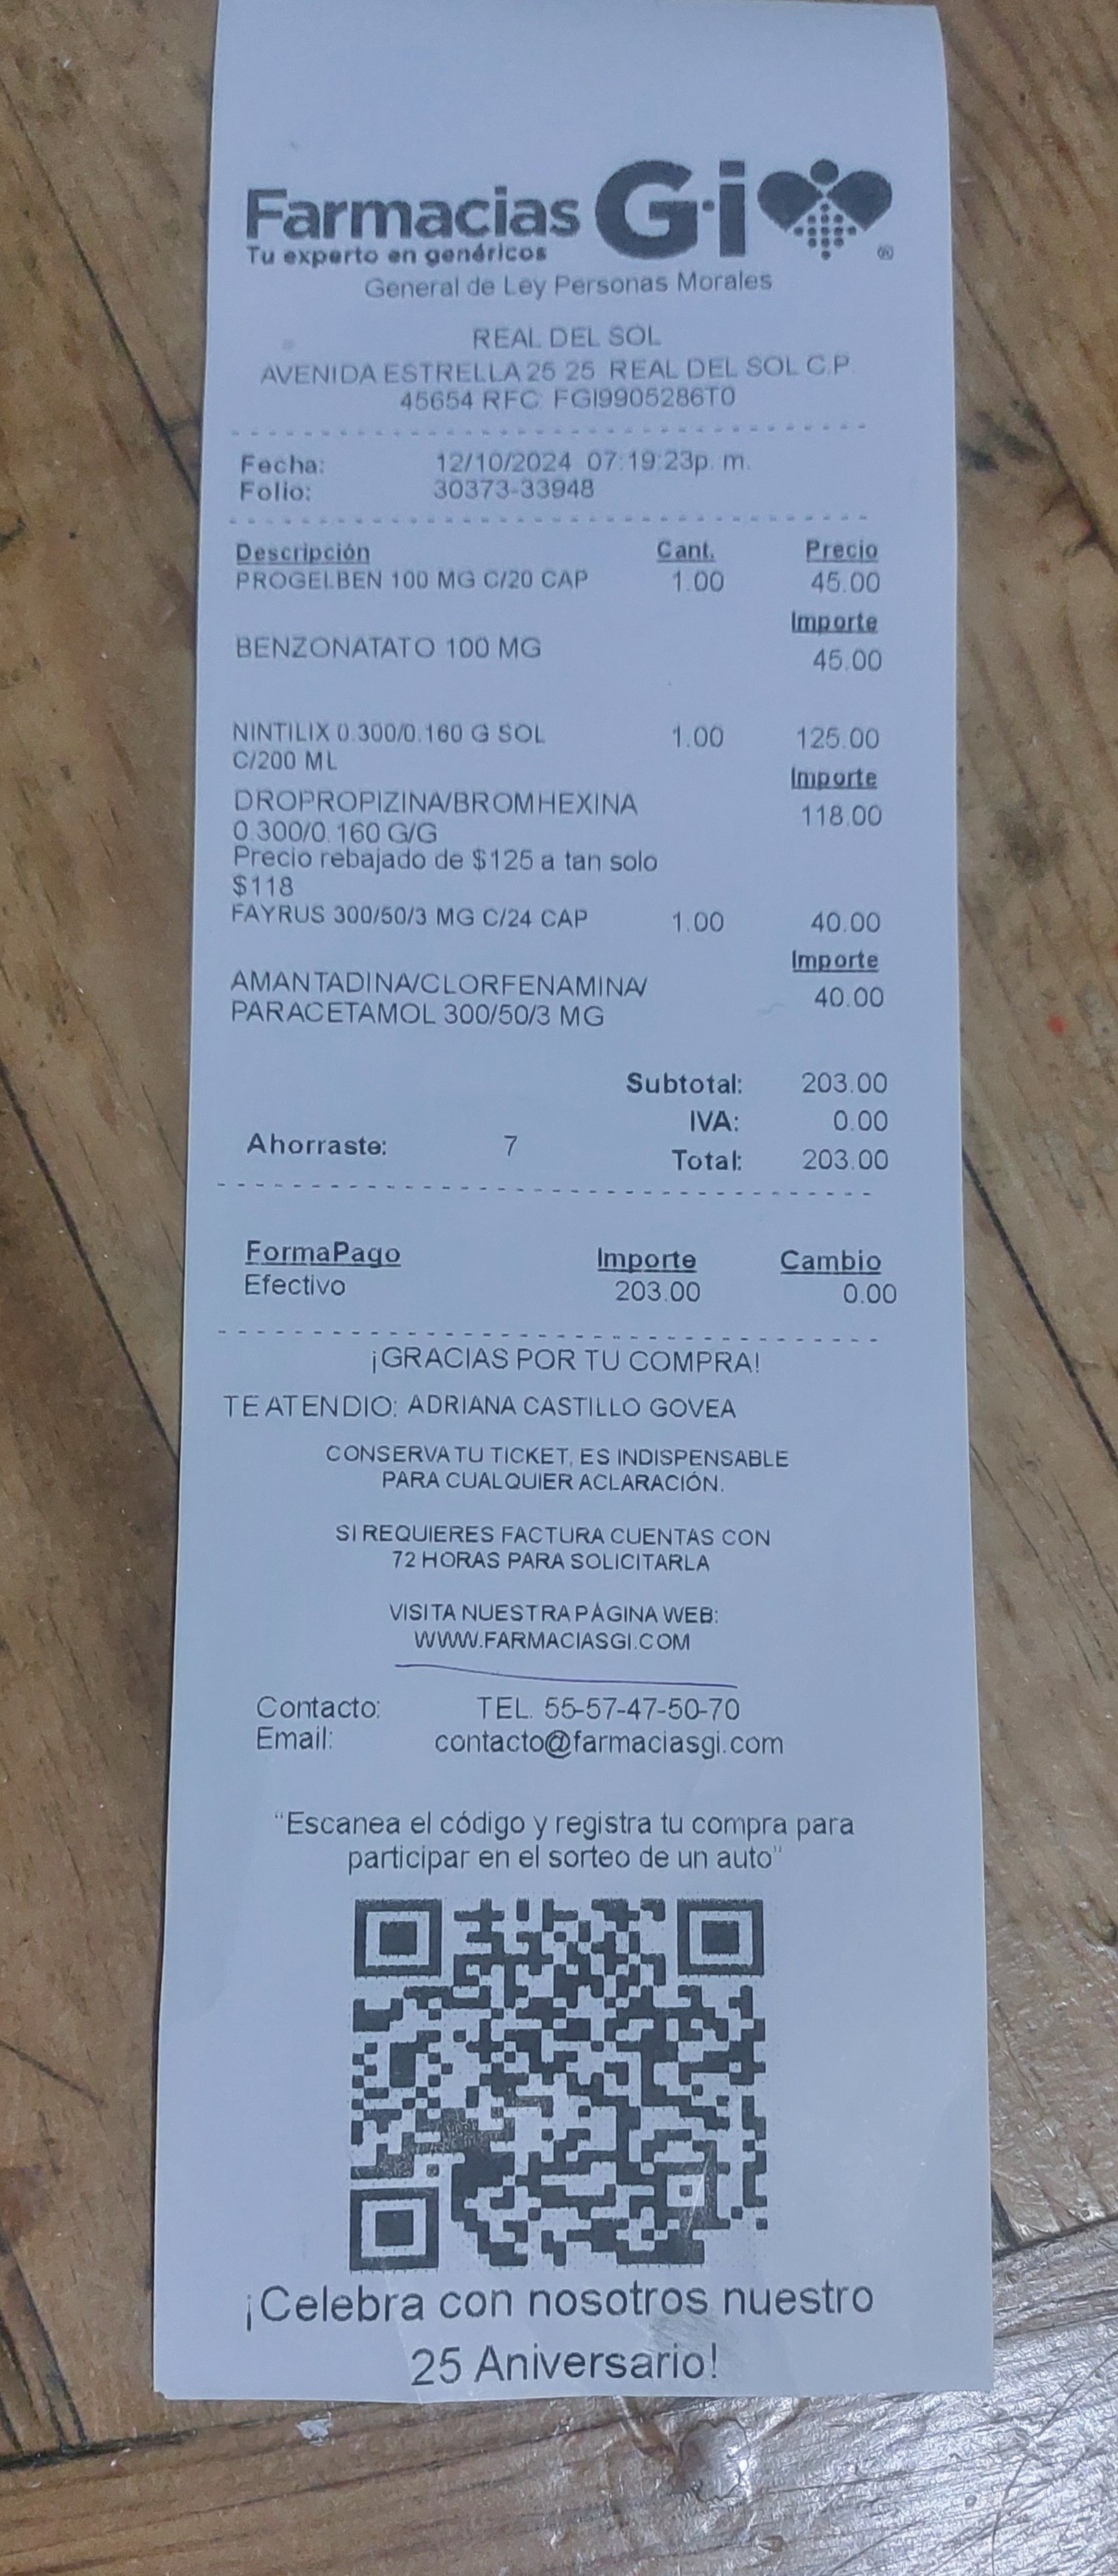 Farmacias Gi
Tu experto en genéricos
®
General de Ley Personas Morales
REAL DEL SOL
AVENIDA ESTRELLA 25 25 REAL DEL SOL C.P.
45654 RFC: FGI9905286T0
Fecha: 12/10/2024 07:19:23p. m.
Folio: 30373-33948
Descripción Cant. Precio
PROGELBEN 100 MG C/20 CAP 1.00 45.00
Importe
BENZONATATO 100 MG 45.00
NINTILIX 0.300/0.160 G SOL 1.00 125.00
C/200 ML
Importe
DROPROPIZINA/BROMHEXINA 118.00
0.300/0.160 G/G
Precio rebajado de $125 a tan solo
$118
FAYRUS 300/50/3 MG C/24 CAP 1.00 40.00
Importe
AMANTADINA/CLORFENAMINA/ 40.00
PARACETAMOL 300/50/3 MG
Subtotal: 203.00
IVA: 0.00
Ahorraste: 7
Total: 203.00
FormaPago Importe Cambio
Efectivo 203.00 0.00
¡GRACIAS POR TU COMPRA!
TE ATENDIO: ADRIANA CASTILLO GOVEA
CONSERVA TU TICKET, ES INDISPENSABLE
PARA CUALQUIER ACLARACIÓN.
SI REQUIERES FACTURA CUENTAS CON
72 HORAS PARA SOLICITARLA
VISITA NUESTRA PÁGINA WEB:
WWW.FARMACIASGI.COM
Contacto: TEL. 55-57-47-50-70
Email: contacto@farmaciasgi.com
“Escanea el código y registra tu compra para
participar en el sorteo de un auto”
¡Celebra con nosotros nuestro
25 Aniversario!